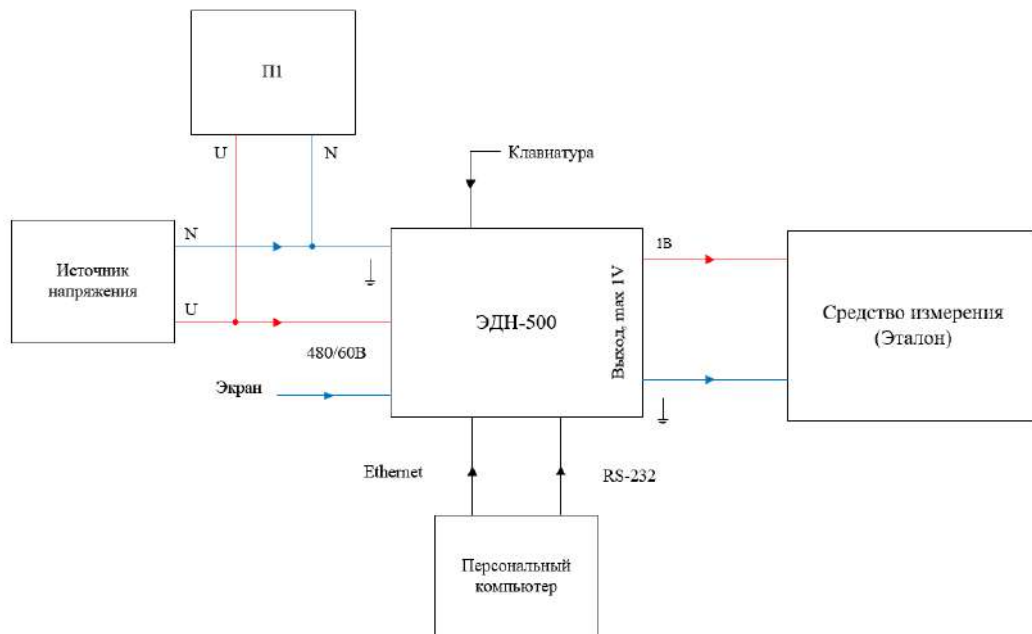 П1
U
N
Клавиатура
N
Источник
напряжения
U
480/60В
Экран
ЭДН-500
Выход, max 1V
1В
Средство измерения
(Эталон)
Ethernet
RS-232
Персональный
компьютер